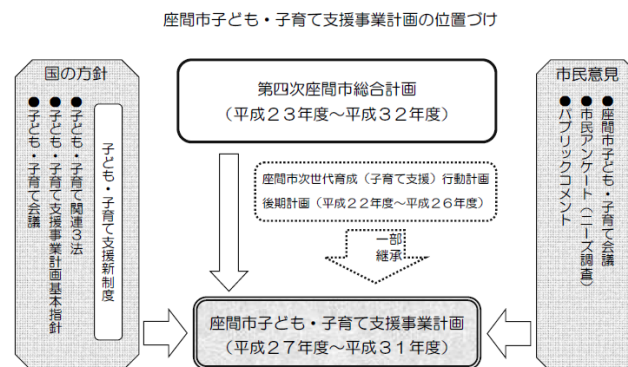 座間市子ども・子育て支援事業計画の位置づけ
国の方針
子ども・子育て支援新制度
●子ども・子育て関連３法
●子ども・子育て支援事業計画基本指針
●子ども・子育て会議
第四次座間市総合計画
（平成２３年度～平成３２年度）
座間市次世代育成（子育て支援）行動計画
後期計画（平成２２年度～平成２６年度）
一部
継承
座間市子ども・子育て支援事業計画
（平成２７年度～平成３１年度）
市民意見
●座間市子ども・子育て会議
●市民アンケート（ニーズ調査）
●パブリックコメント